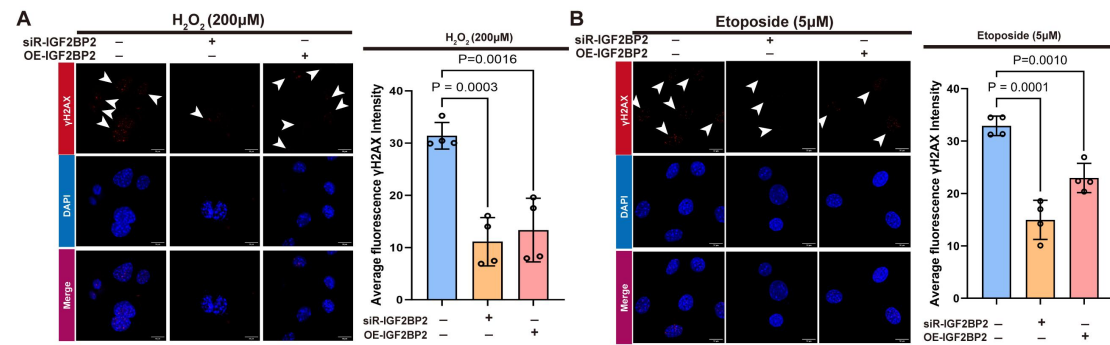 A
H₂O₂ (200μM)
siR-IGF2BP2 – + –
OE-IGF2BP2 – – +
γH2AX
DAPI
Merge
H₂O₂ (200μM)
P=0.0016
P = 0.0003
Average fluorescence γH2AX Intensity
40
30
20
10
0
siR-IGF2BP2 – + –
OE-IGF2BP2 – – +
B
Etoposide (5μM)
siR-IGF2BP2 – + –
OE-IGF2BP2 – – +
γH2AX
DAPI
Merge
Etoposide (5μM)
P=0.0010
P = 0.0001
Average fluorescence γH2AX Intensity
40
30
20
10
0
siR-IGF2BP2 – + –
OE-IGF2BP2 – – +